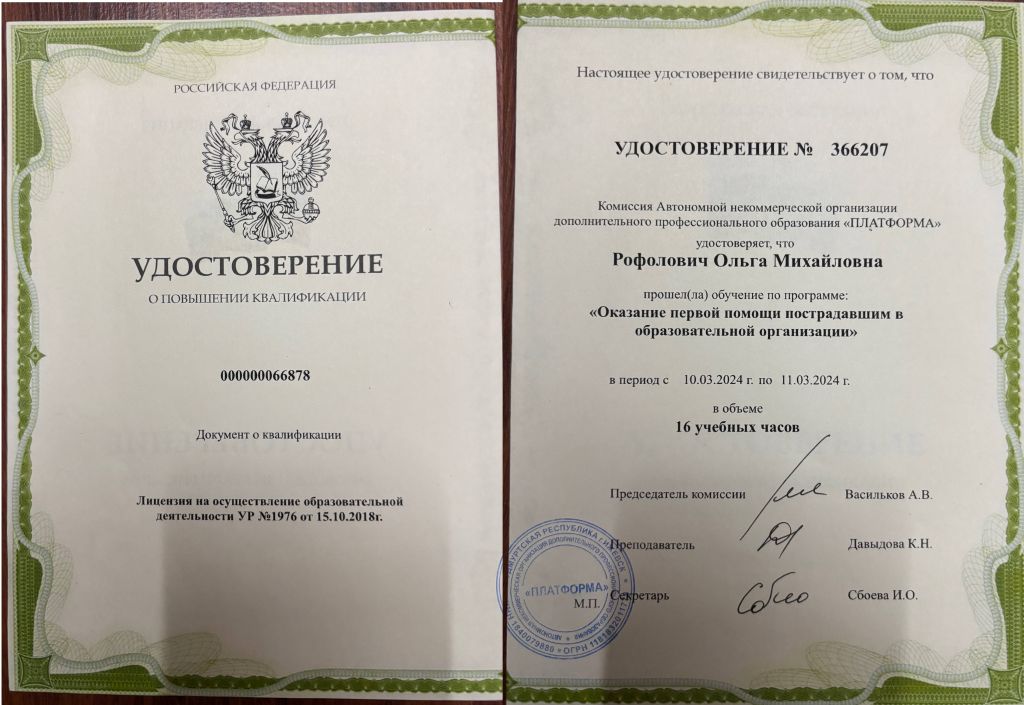 РОССИЙСКАЯ ФЕДЕРАЦИЯ
УДОСТОВЕРЕНИЕ
О ПОВЫШЕНИИ КВАЛИФИКАЦИИ
000000066878
Документ о квалификации
Лицензия на осуществление образовательной
деятельности УР №1976 от 15.10.2018г.
Настоящее удостоверение свидетельствует о том, что
УДОСТОВЕРЕНИЕ № 366207
Комиссия Автономной некоммерческой организации
дополнительного профессионального образования «ПЛАТФОРМА»
удостоверяет, что
Рофолович Ольга Михайловна
прошел(ла) обучение по программе:
«Оказание первой помощи пострадавшим в
образовательной организации»
в период с 10.03.2024 г. по 11.03.2024 г.
в объеме
16 учебных часов
Председатель комиссии Васильков А.В.
Преподаватель Давыдова К.Н.
М.П. Секретарь Сбоева И.О.
«ПЛАТФОРМА»